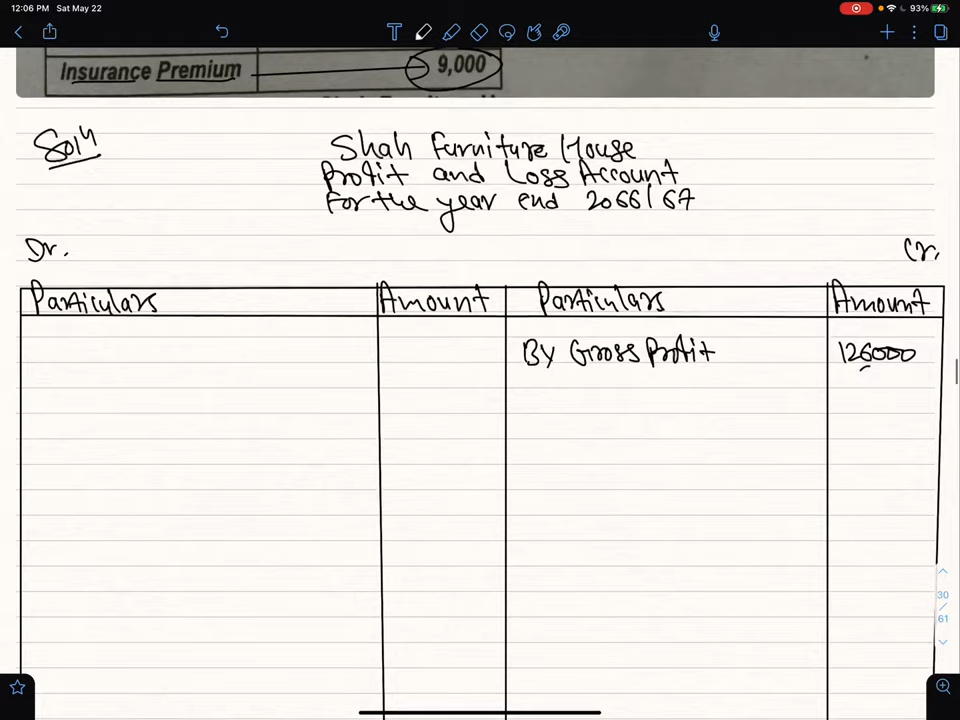 12:06 PM Sat May 22
93%
Insurance Premium 9,000
Soln
Shah Furniture House
Profit and Loss Account
For the year end 2066/67
Dr. Cr.
Particulars Amount Particulars Amount
By Gross Profit 126000
30
/
61